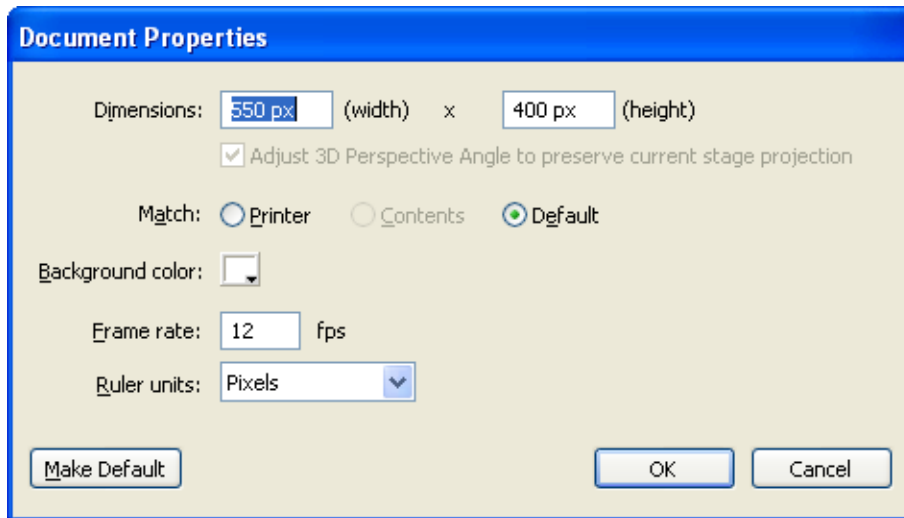 Document Properties
Dimensions: 550 px (width) x 400 px (height)
Adjust 3D Perspective Angle to preserve current stage projection
Match: Printer Contents Default
Background color:
Frame rate: 12 fps
Ruler units: Pixels
Make Default OK Cancel